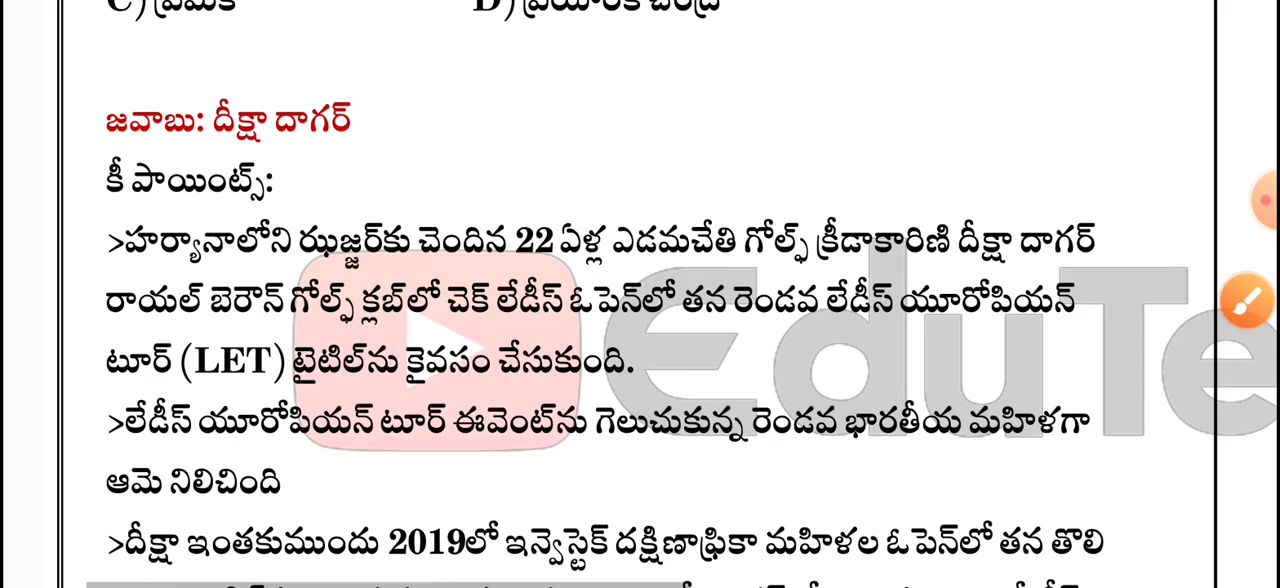 C) ప్రేమిక D) ప్రియాంక చంద్ర
జవాబు: దీక్షా దాగర్
కీ పాయింట్స్:
>హర్యానాలోని ఝజ్జర్‌కు చెందిన 22 ఏళ్ల ఎడమచేతి గోల్ఫ్ క్రీడాకారిణి దీక్షా దాగర్
రాయల్ బెరౌన్ గోల్ఫ్ క్లబ్‌లో చెక్ లేడీస్ ఓపెన్‌లో తన రెండవ లేడీస్ యూరోపియన్
టూర్ (LET) టైటిల్‌ను కైవసం చేసుకుంది.
>లేడీస్ యూరోపియన్ టూర్ ఈవెంట్‌ను గెలుచుకున్న రెండవ భారతీయ మహిళగా
ఆమె నిలిచింది
>దీక్షా ఇంతకుముందు 2019లో ఇన్వెస్టెక్ దక్షిణాఫ్రికా మహిళల ఓపెన్‌లో తన తొలి
EduTe